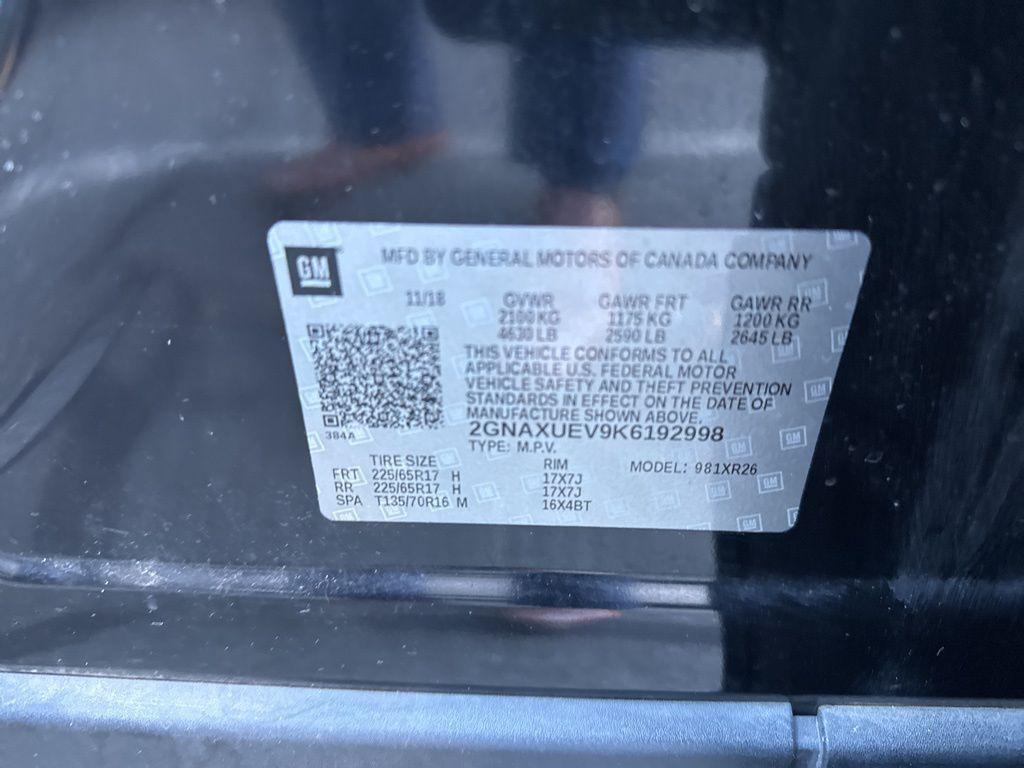 GM
MFD BY GENERAL MOTORS OF CANADA COMPANY
11/18 GVWR GAWR FRT GAWR RR
2100 KG 1175 KG 1200 KG
4630 LB 2590 LB 2645 LB
THIS VEHICLE CONFORMS TO ALL
APPLICABLE U.S. FEDERAL MOTOR
VEHICLE SAFETY AND THEFT PREVENTION
STANDARDS IN EFFECT ON THE DATE OF
MANUFACTURE SHOWN ABOVE.
384A
2GNAXUEV9K6192998
TYPE: M.P.V.
TIRE SIZE RIM MODEL: 981XR26
FRT 225/65R17 H 17X7J
RR 225/65R17 H 17X7J
SPA T135/70R16 M 16X4BT